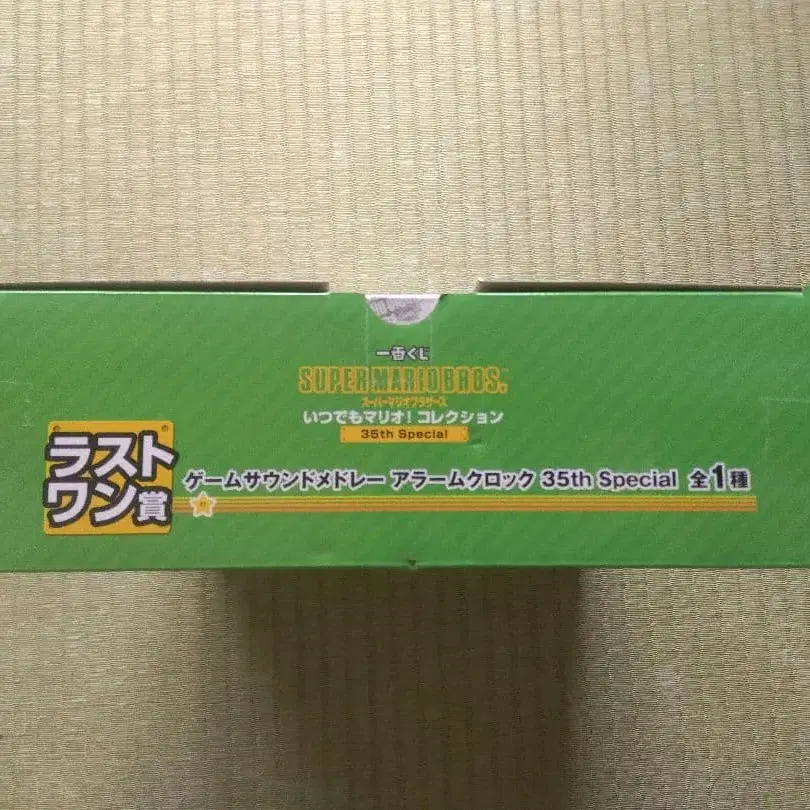 一番くじ
SUPER MARIO BROS.™
スーパーマリオブラザーズ
いつでもマリオ! コレクション
35th Special
ラスト
ワン賞
ゲームサウンドメドレー アラームクロック 35th Special 全1種